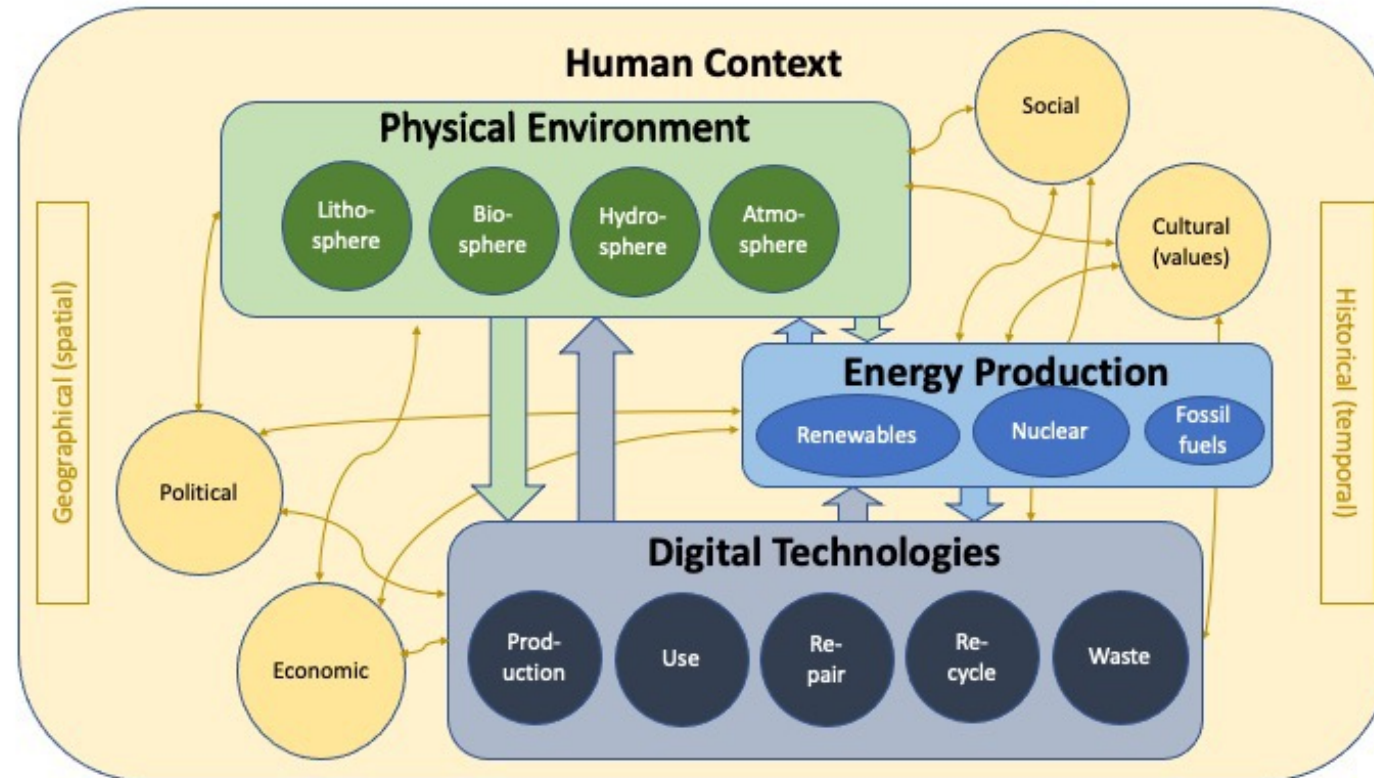 Human Context
Physical Environment
Litho-
sphere
Bio-
sphere
Hydro-
sphere
Atmo-
sphere
Social
Cultural
(values)
Geographical (spatial)
Historical (temporal)
Energy Production
Renewables
Nuclear
Fossil
fuels
Political
Economic
Digital Technologies
Prod-
uction
Use
Re-
pair
Re-
cycle
Waste